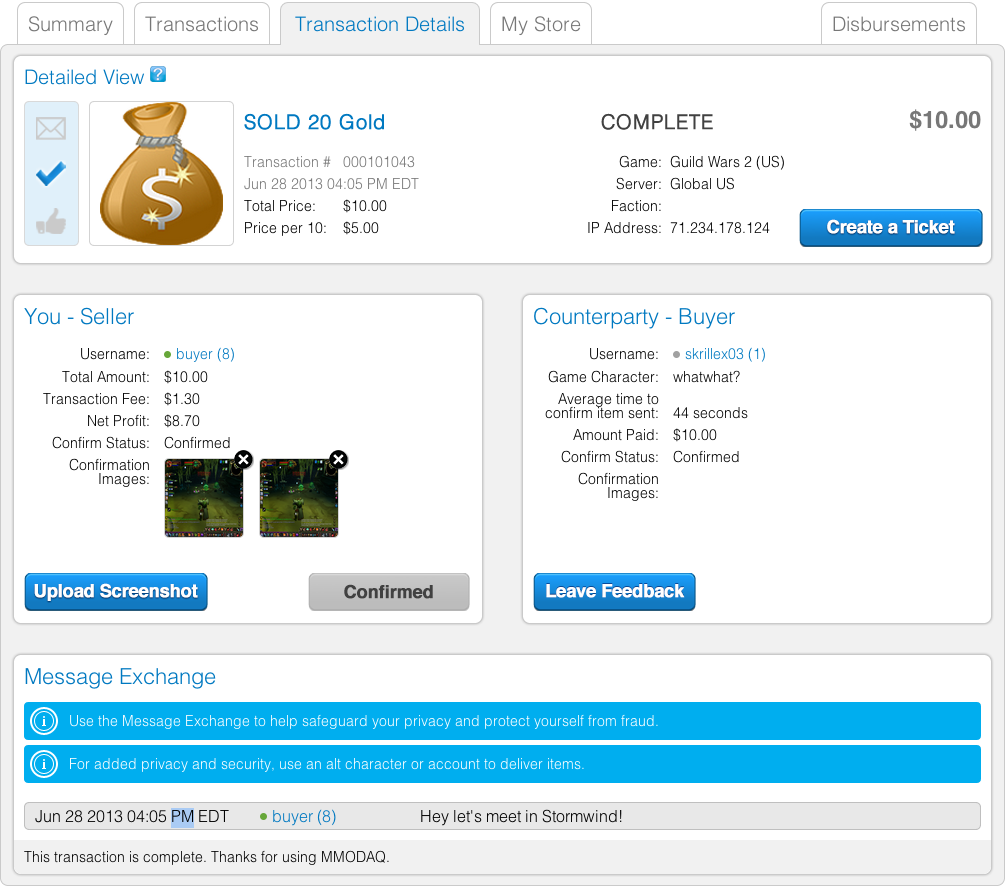 Summary
Transactions
Transaction Details
My Store
Disbursements
Detailed View ?
SOLD 20 Gold
COMPLETE
$10.00
Transaction # 000101043
Jun 28 2013 04:05 PM EDT
Total Price: $10.00
Price per 10: $5.00
Game: Guild Wars 2 (US)
Server: Global US
Faction:
IP Address: 71.234.178.124
Create a Ticket
$
You - Seller
Username: buyer (8)
Total Amount: $10.00
Transaction Fee: $1.30
Net Profit: $8.70
Confirm Status: Confirmed
Confirmation
Images:
Upload Screenshot
Confirmed
Counterparty - Buyer
Username: skrillex03 (1)
Game Character: whatwhat?
Average time to
confirm item sent: 44 seconds
Amount Paid: $10.00
Confirm Status: Confirmed
Confirmation
Images:
Leave Feedback
Message Exchange
i Use the Message Exchange to help safeguard your privacy and protect yourself from fraud.
i For added privacy and security, use an alt character or account to deliver items.
Jun 28 2013 04:05 PM EDT buyer (8) Hey let's meet in Stormwind!
This transaction is complete. Thanks for using MMODAQ.